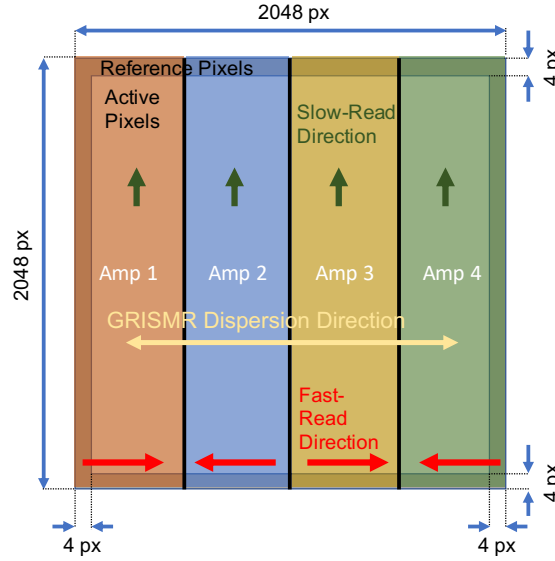 2048 px
Reference Pixels
4 px
Active
Pixels
Slow-Read
Direction
2048 px
Amp 1
Amp 2
Amp 3
Amp 4
GRISMR Dispersion Direction
Fast-
Read
Direction
4 px
4 px
4 px